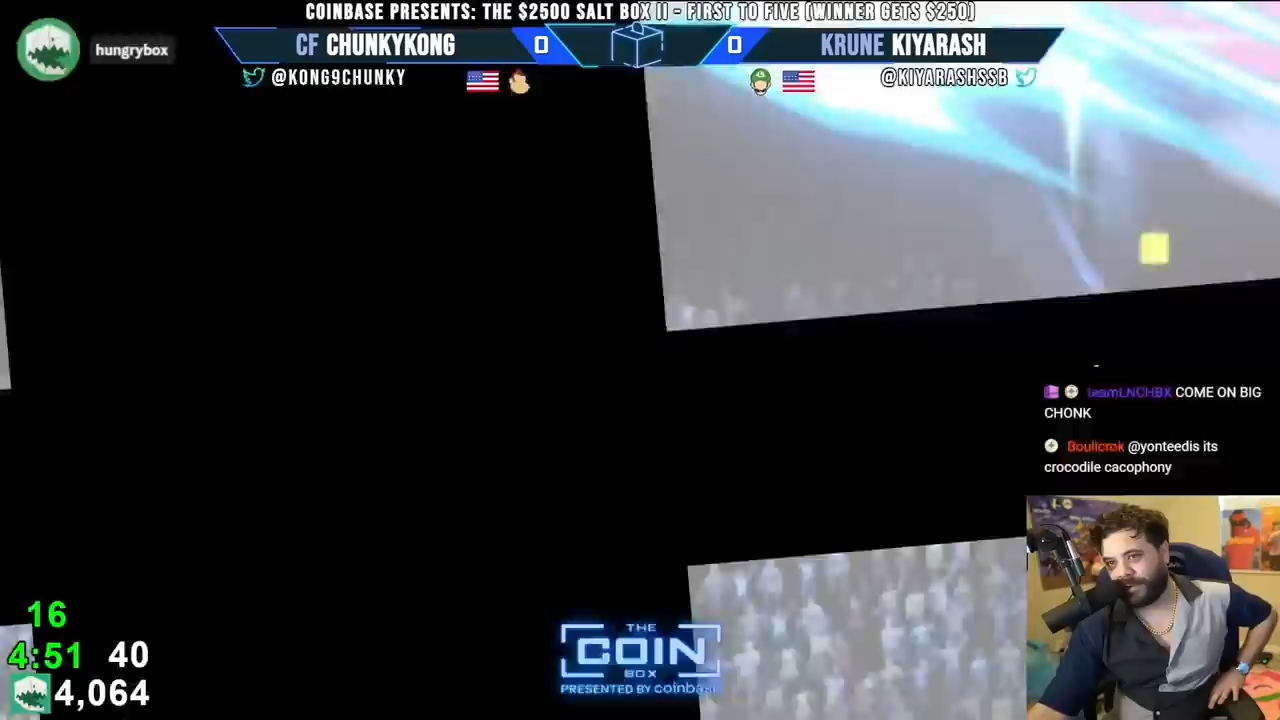 COINBASE PRESENTS: THE $2500 SALT BOX II - FIRST TO FIVE (WINNER GETS $250)
hungrybox
CF CHUNKYKONG 0
0 KRUNE KIYARASH
@KONG9CHUNKY
@KIYARASHSSB
teamLNCHBX COME ON BIG
CHONK
Boulicrok @yonteedis its
crocodile cacophony
16
4:51 40
4,064
THE
COIN
BOX
PRESENTED BY coinbase